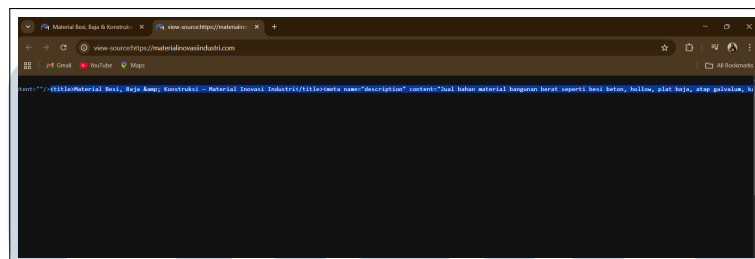 Material Besi, Baja & Konstruk
view-source:https://materialino
view-source:https://materialinovasiindustri.com
Gmail
YouTube
Maps
All Bookmarks
tent=""/><title>Material Besi, Baja &amp; Konstruksi — Material Inovasi Industri</title><meta name="description" content="Jual bahan material bangunan berat seperti besi beton, hollow, plat baja, atap galvalum, k